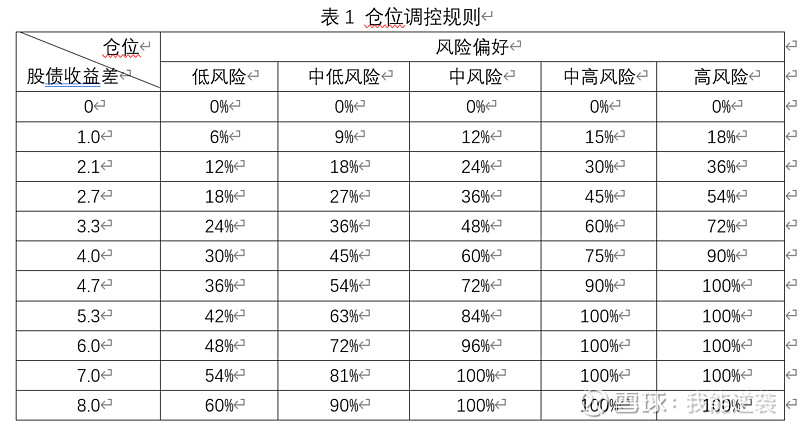 表 1 仓位调控规则
仓位 风险偏好
股债收益差 低风险 中低风险 中风险 中高风险 高风险
0 0% 0% 0% 0% 0%
1.0 6% 9% 12% 15% 18%
2.1 12% 18% 24% 30% 36%
2.7 18% 27% 36% 45% 54%
3.3 24% 36% 48% 60% 72%
4.0 30% 45% 60% 75% 90%
4.7 36% 54% 72% 90% 100%
5.3 42% 63% 84% 100% 100%
6.0 48% 72% 96% 100% 100%
7.0 54% 81% 100% 100% 100%
8.0 60% 90% 100% 100% 100%
雪球：我能逆袭